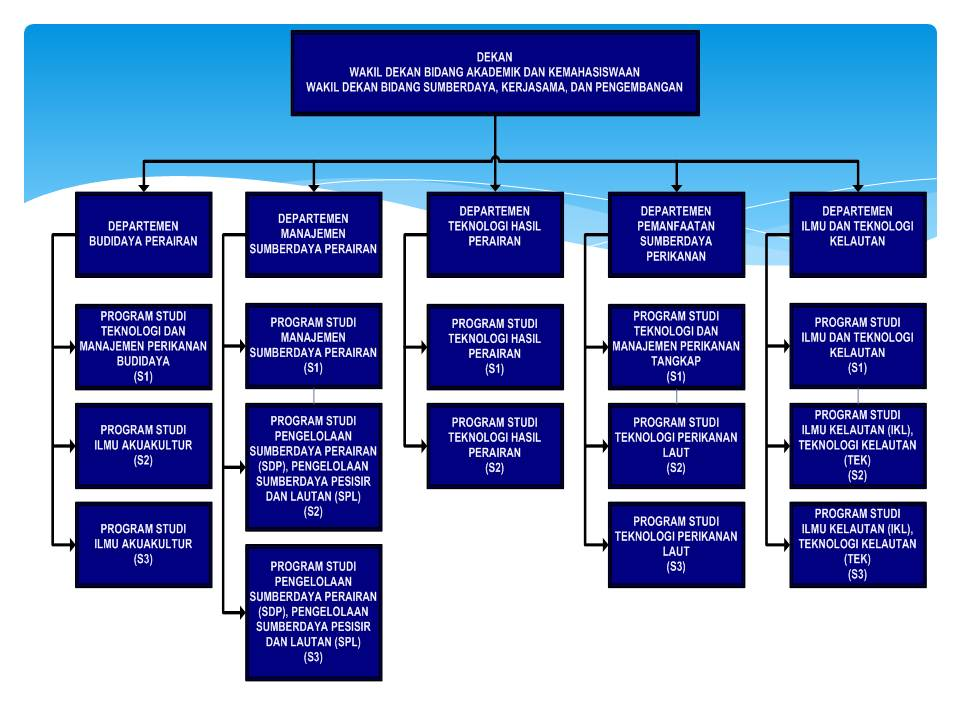 DEKAN
WAKIL DEKAN BIDANG AKADEMIK DAN KEMAHASISWAAN
WAKIL DEKAN BIDANG SUMBERDAYA, KERJASAMA, DAN PENGEMBANGAN
DEPARTEMEN
BUDIDAYA PERAIRAN
DEPARTEMEN
MANAJEMEN
SUMBERDAYA PERAIRAN
DEPARTEMEN
TEKNOLOGI HASIL
PERAIRAN
DEPARTEMEN
PEMANFAATAN
SUMBERDAYA
PERIKANAN
DEPARTEMEN
ILMU DAN TEKNOLOGI
KELAUTAN
PROGRAM STUDI
TEKNOLOGI DAN
MANAJEMEN PERIKANAN
BUDIDAYA
(S1)
PROGRAM STUDI
MANAJEMEN
SUMBERDAYA PERAIRAN
(S1)
PROGRAM STUDI
TEKNOLOGI HASIL
PERAIRAN
(S1)
PROGRAM STUDI
TEKNOLOGI DAN
MANAJEMEN PERIKANAN
TANGKAP
(S1)
PROGRAM STUDI
ILMU DAN TEKNOLOGI
KELAUTAN
(S1)
PROGRAM STUDI
ILMU AKUAKULTUR
(S2)
PROGRAM STUDI
PENGELOLAAN
SUMBERDAYA PERAIRAN
(SDP), PENGELOLAAN
SUMBERDAYA PESISIR
DAN LAUTAN (SPL)
(S2)
PROGRAM STUDI
TEKNOLOGI HASIL
PERAIRAN
(S2)
PROGRAM STUDI
TEKNOLOGI PERIKANAN
LAUT
(S2)
PROGRAM STUDI
ILMU KELAUTAN (IKL),
TEKNOLOGI KELAUTAN
(TEK)
(S2)
PROGRAM STUDI
ILMU AKUAKULTUR
(S3)
PROGRAM STUDI
PENGELOLAAN
SUMBERDAYA PERAIRAN
(SDP), PENGELOLAAN
SUMBERDAYA PESISIR
DAN LAUTAN (SPL)
(S3)
PROGRAM STUDI
TEKNOLOGI PERIKANAN
LAUT
(S3)
PROGRAM STUDI
ILMU KELAUTAN (IKL),
TEKNOLOGI KELAUTAN
(TEK)
(S3)